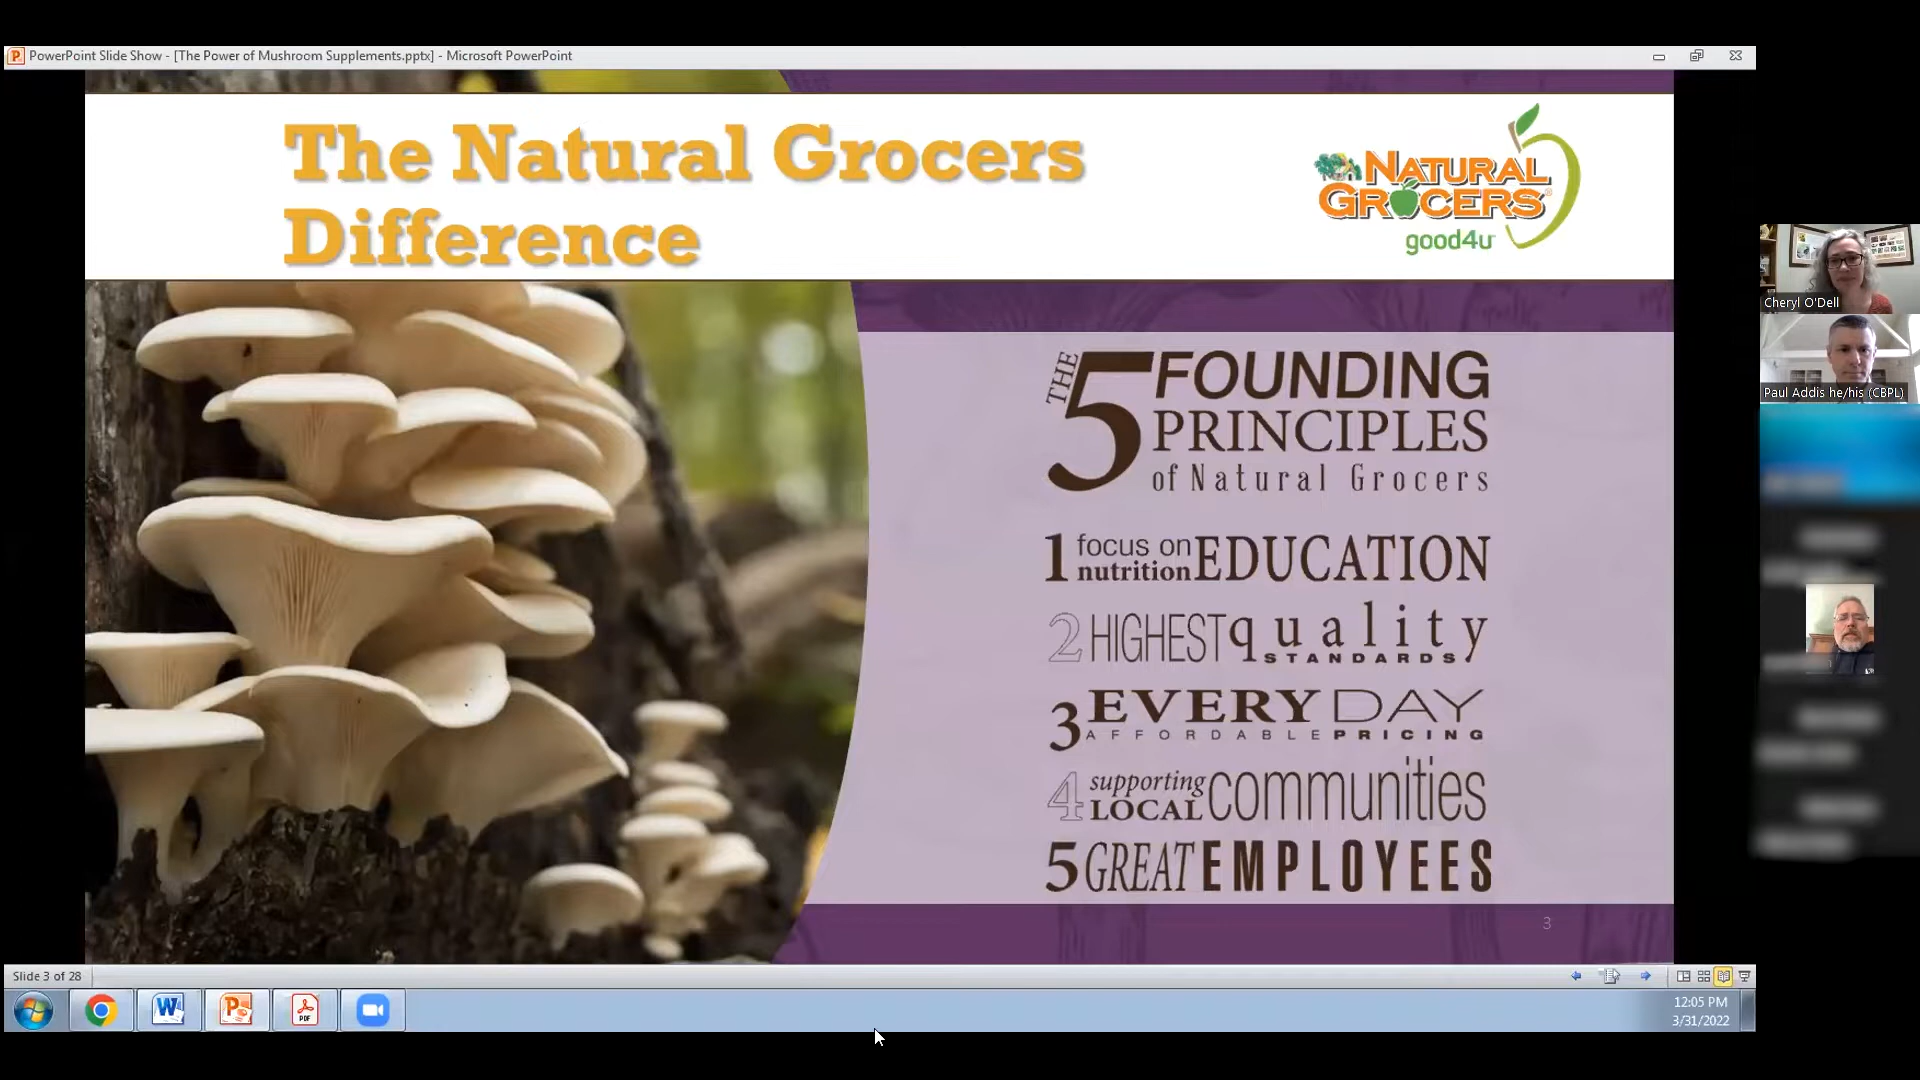 PowerPoint Slide Show - [The Power of Mushroom Supplements.pptx] - Microsoft PowerPoint
The Natural Grocers
Difference
NATURAL
GROCERS
good4u
THE 5 FOUNDING
PRINCIPLES
of Natural Grocers
1 focus on nutrition EDUCATION
2 HIGHEST quality STANDARDS
3 EVERYDAY
AFFORDABLE PRICING
4 supporting LOCAL communities
5 GREAT EMPLOYEES
3
Cheryl O'Dell
Paul Addis he/his (CBPL)
Slide 3 of 28
PDF
12:05 PM
3/31/2022